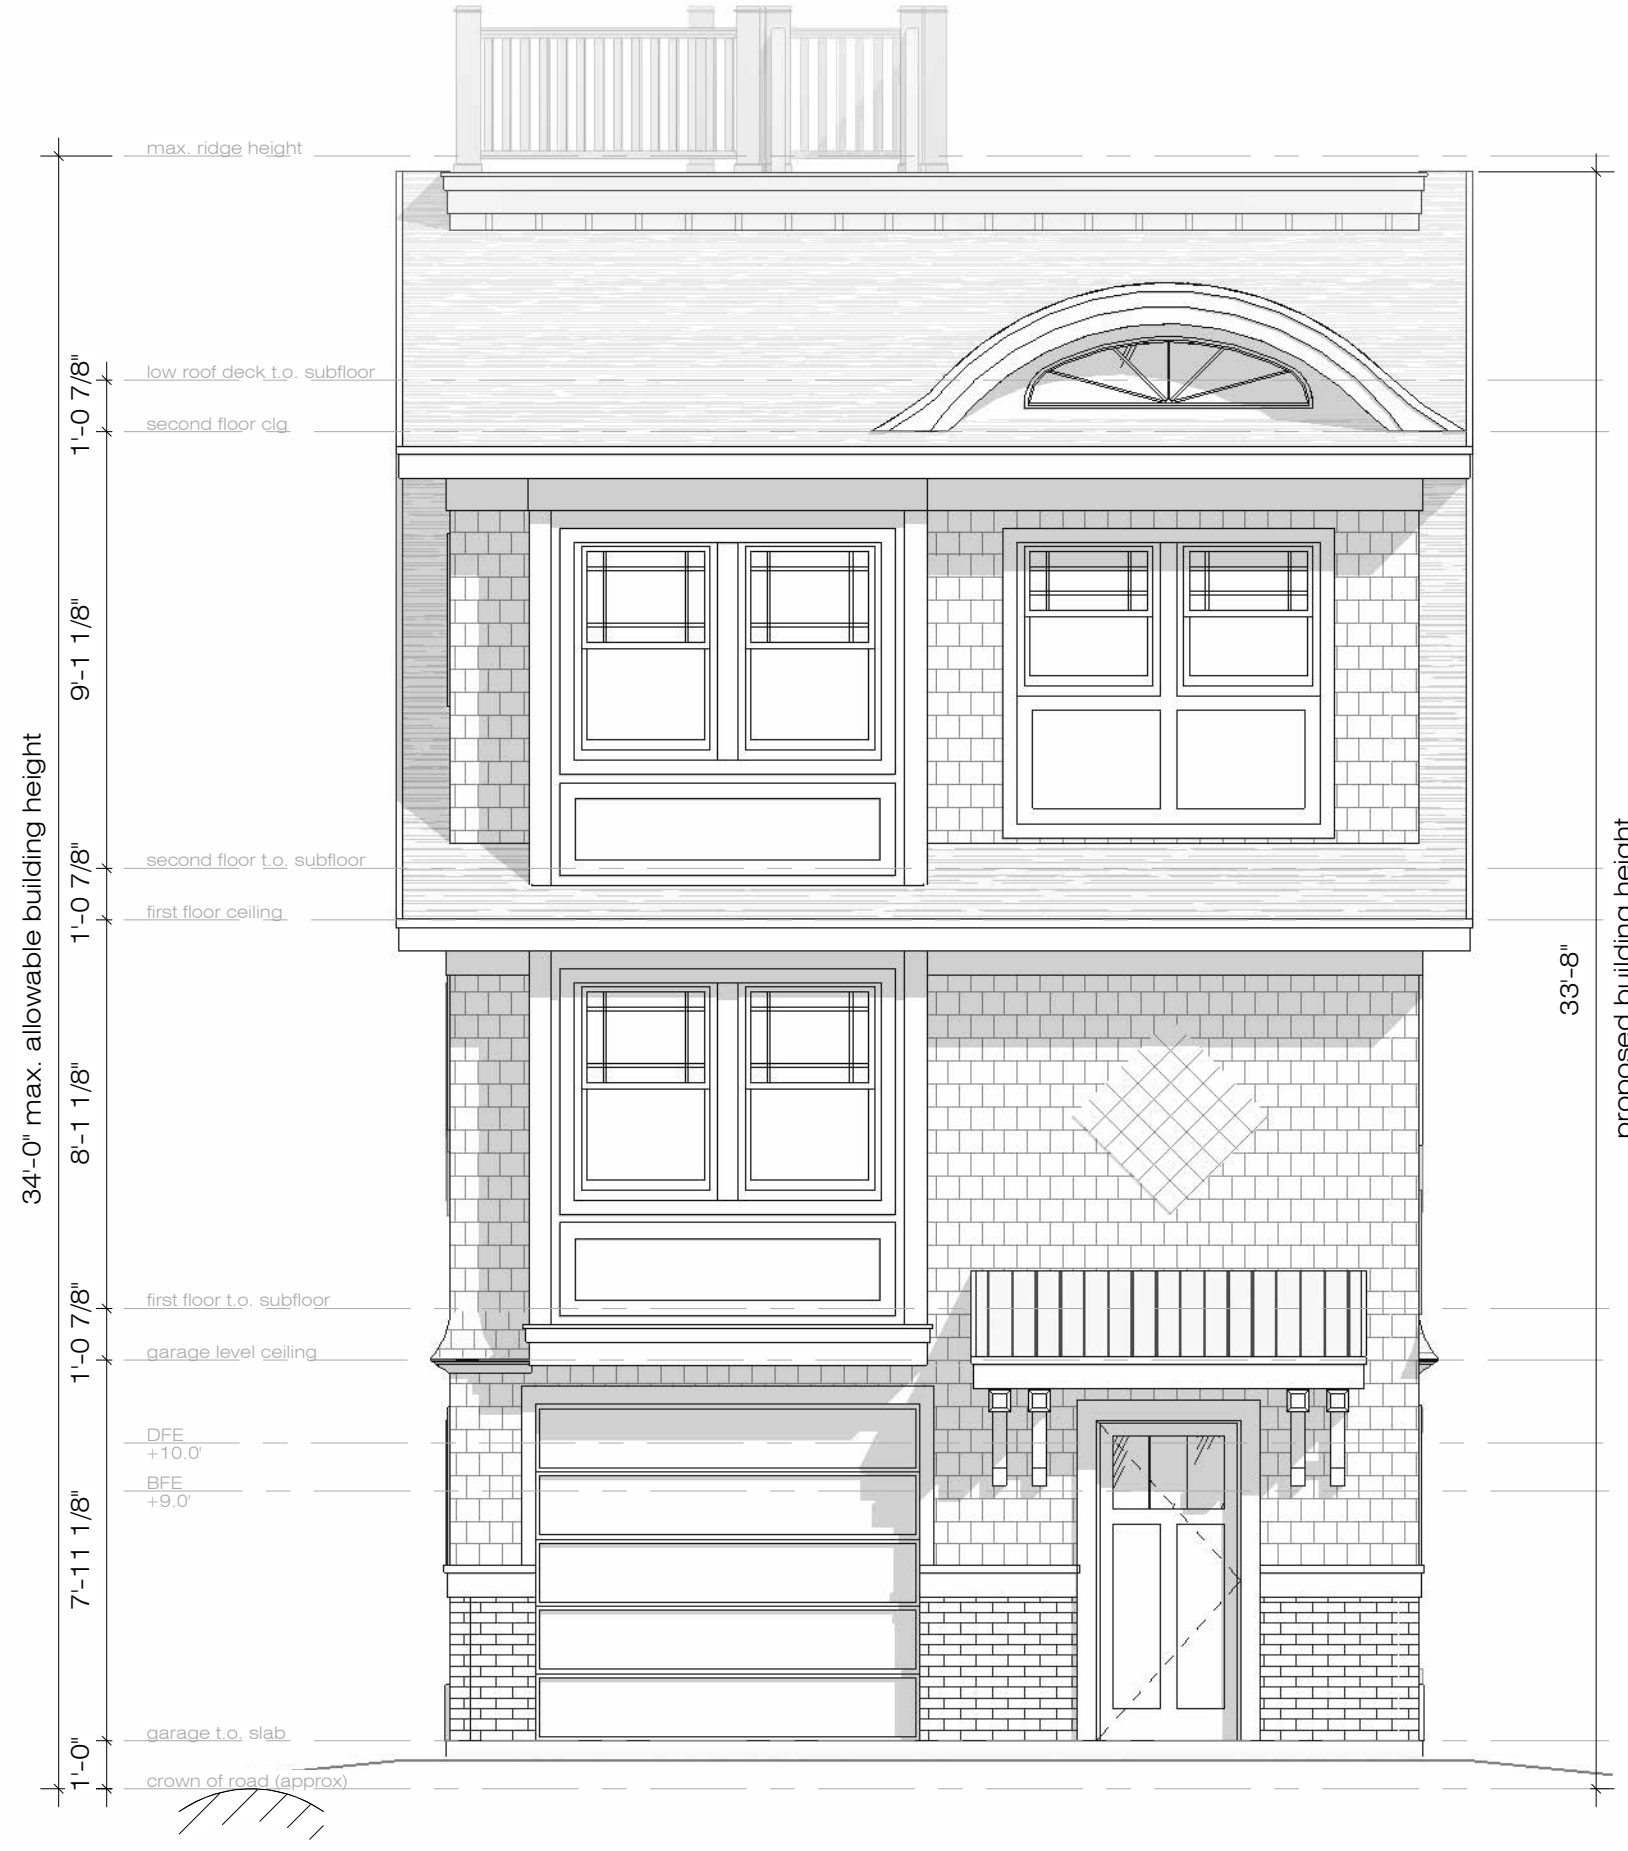 max. ridge height
low roof deck t.o. subfloor
second floor clg
second floor t.o. subfloor
first floor ceiling
first floor t.o. subfloor
garage level ceiling
DFE
+10.0'
BFE
+9.0'
garage t.o. slab
crown of road (approx)
34'-0" max. allowable building height
1'-0 7/8"
9'-1 1/8"
1'-0 7/8"
8'-1 1/8"
1'-0 7/8"
7'-11 1/8"
1'-0"
33'-8"
proposed building height